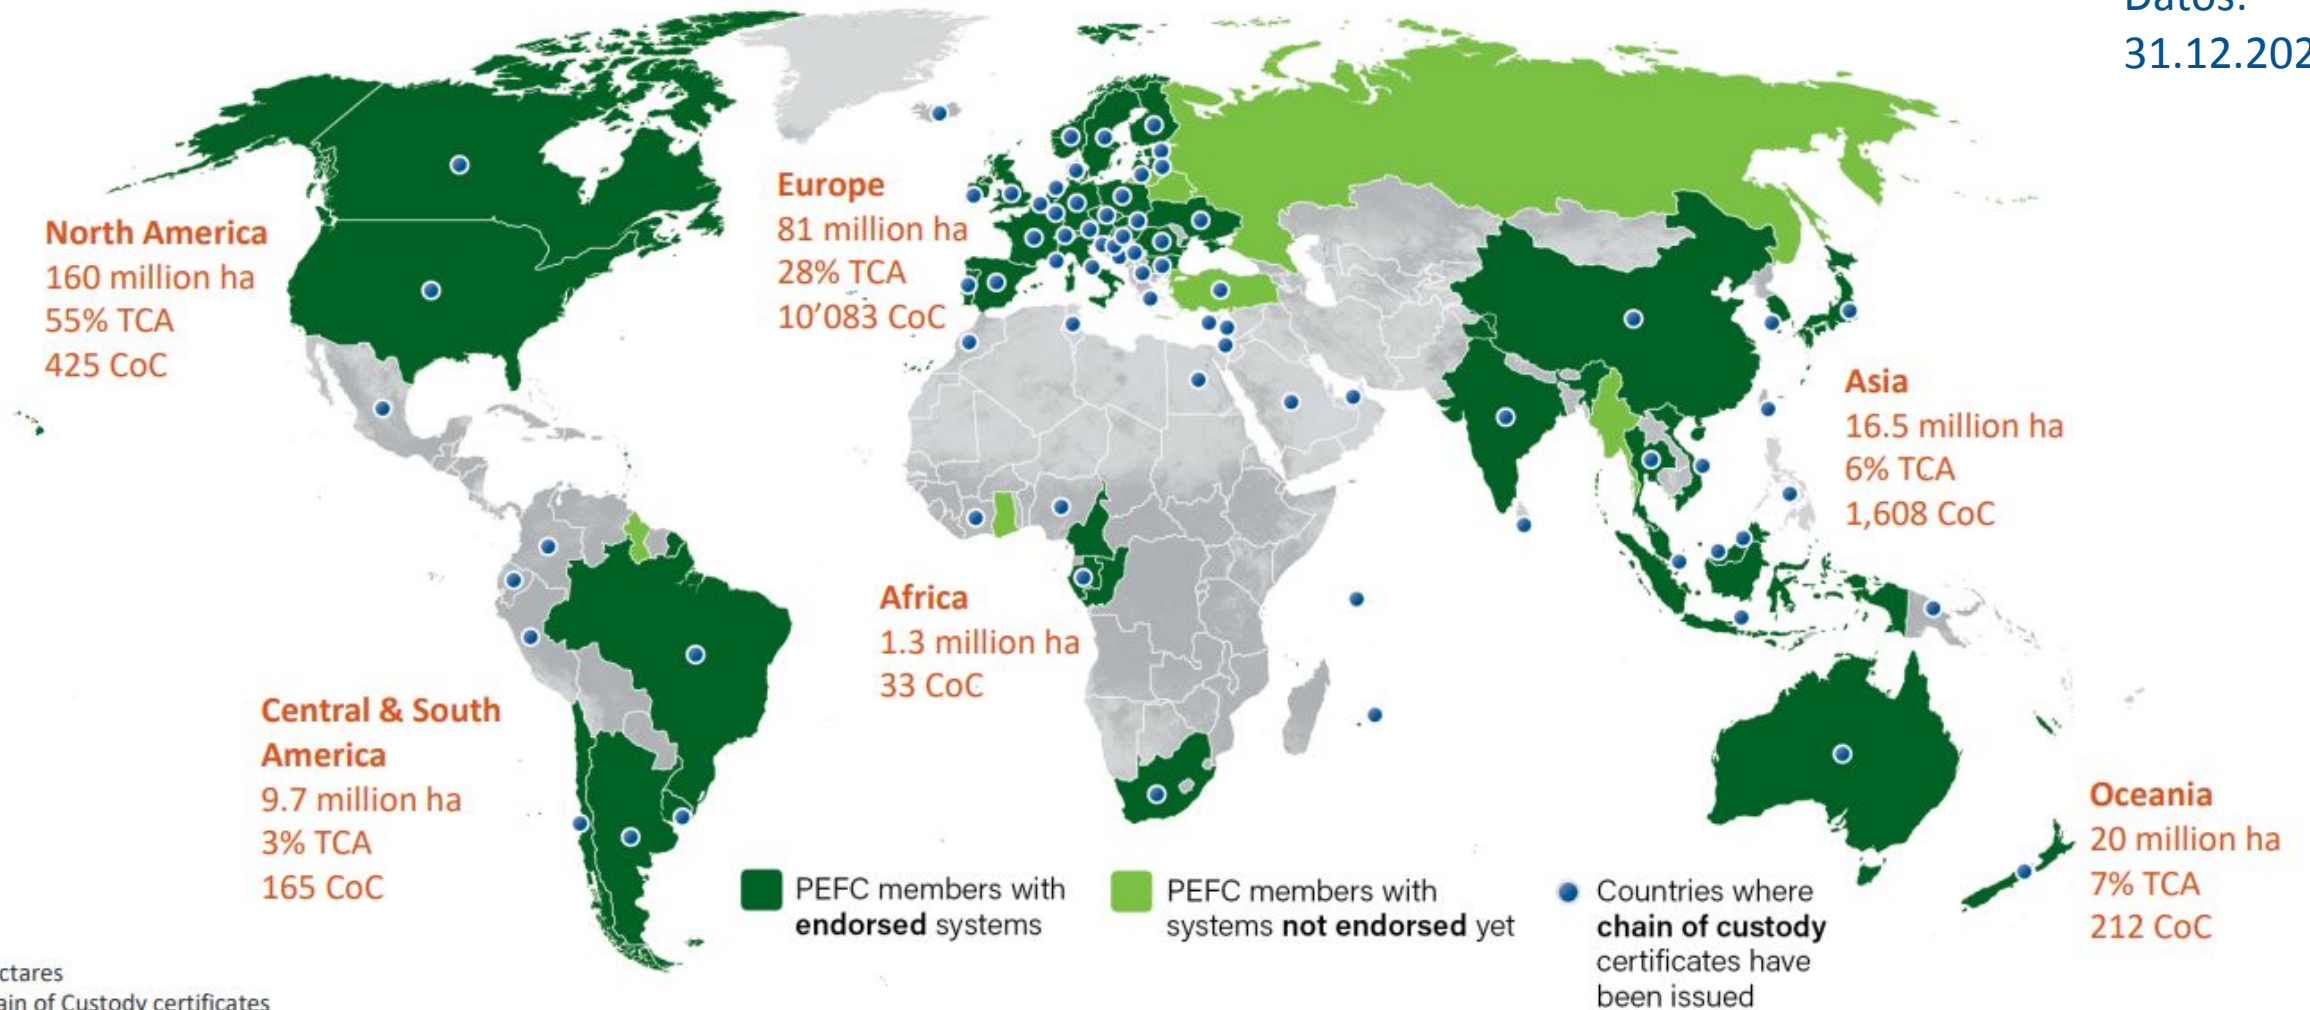 Datos:
31.12.202
North America
160 million ha
55% TCA
425 CoC
Europe
81 million ha
28% TCA
10'083 CoC
Asia
16.5 million ha
6% TCA
1,608 CoC
Africa
1.3 million ha
33 CoC
Central & South
America
9.7 million ha
3% TCA
165 CoC
Oceania
20 million ha
7% TCA
212 CoC
PEFC members with
endorsed systems
PEFC members with
systems not endorsed yet
Countries where
chain of custody
certificates have
been issued
ctares
ain of Custody certificates